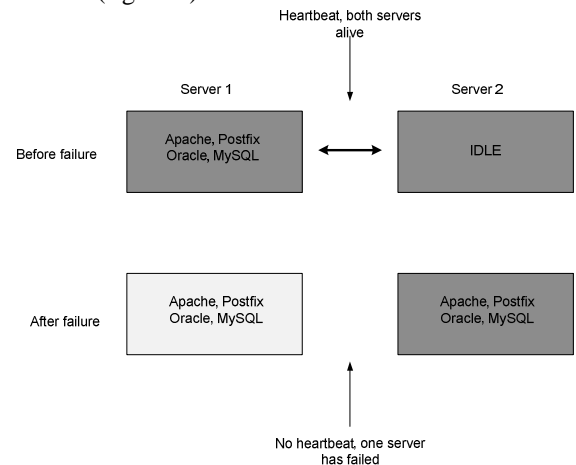 Heartbeat, both servers
alive
Server 1
Server 2
Before failure
Apache, Postfix
Oracle, MySQL
IDLE
After failure
Apache, Postfix
Oracle, MySQL
Apache, Postfix
Oracle, MySQL
No heartbeat, one server
has failed